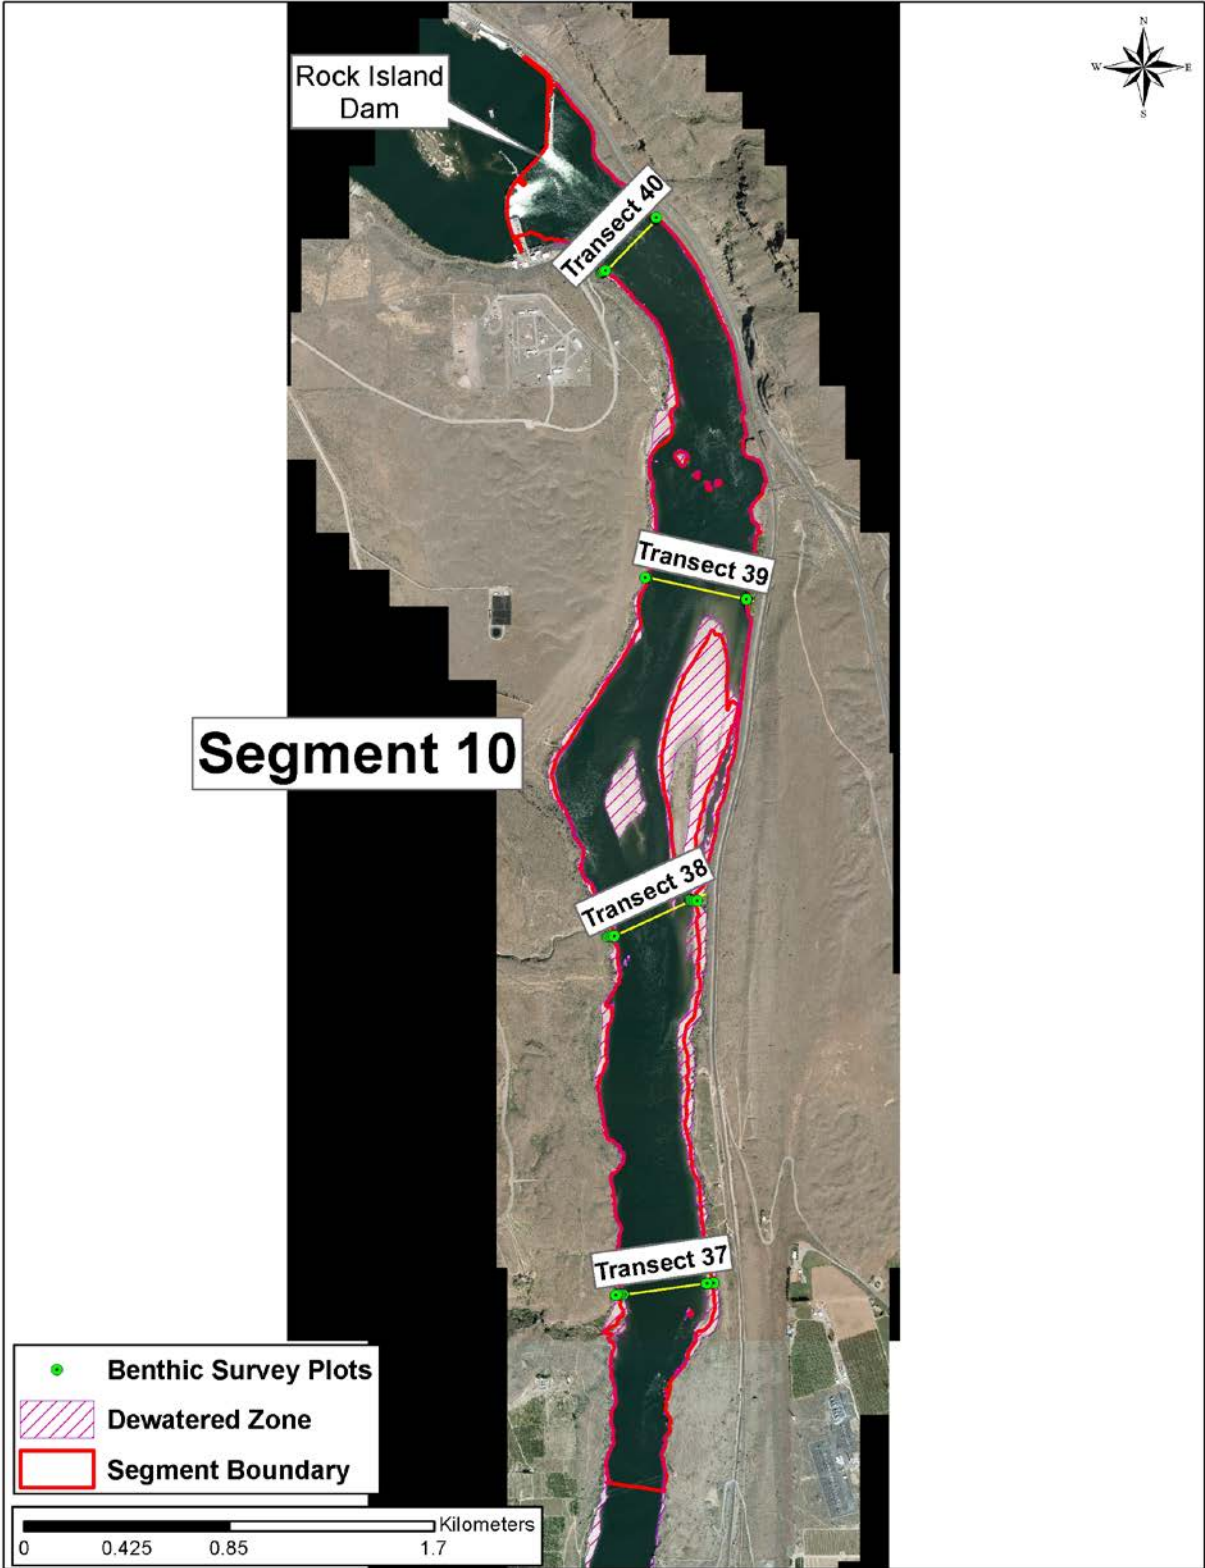 N
W E
S
Rock Island
Dam
Transect 40
Transect 39
Segment 10
Transect 38
Transect 37
Benthic Survey Plots
Dewatered Zone
Segment Boundary
Kilometers
0 0.425 0.85 1.7